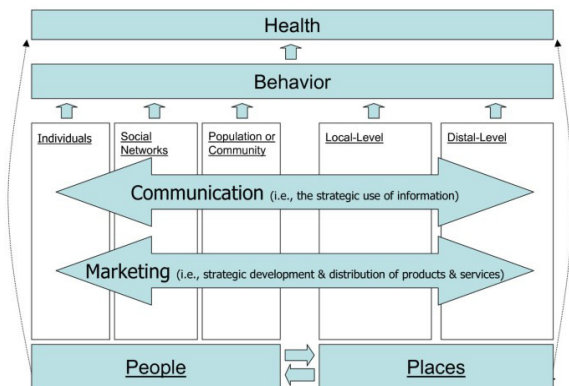 Health
Behavior
Individuals
Social
Networks
Population or
Community
Local-Level
Distal-Level
Communication (i.e., the strategic use of information)
Marketing (i.e., strategic development & distribution of products & services)
People
Places